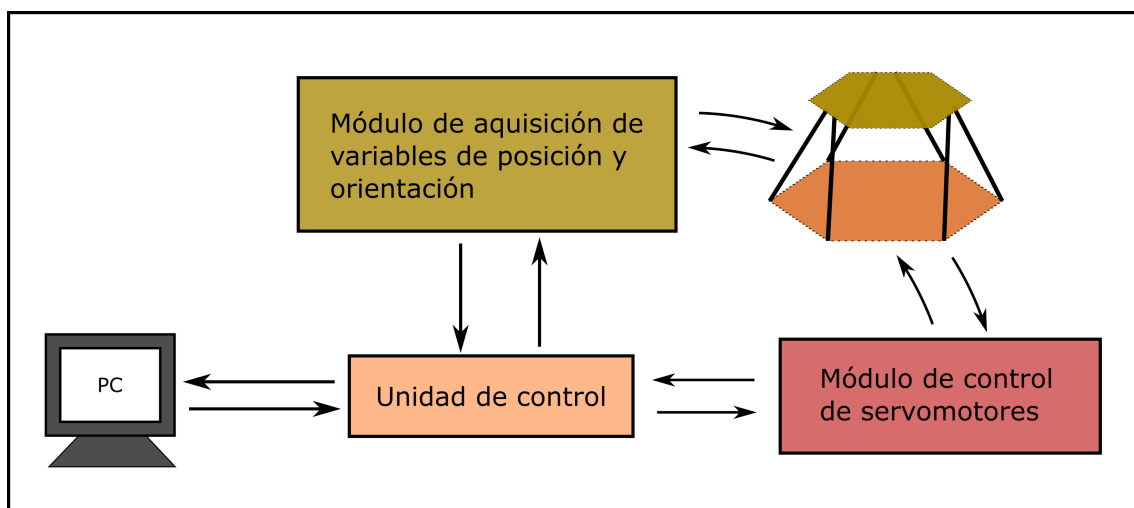 Módulo de aquisición de
variables de posición y
orientación
PC
Unidad de control
Módulo de control
de servomotores